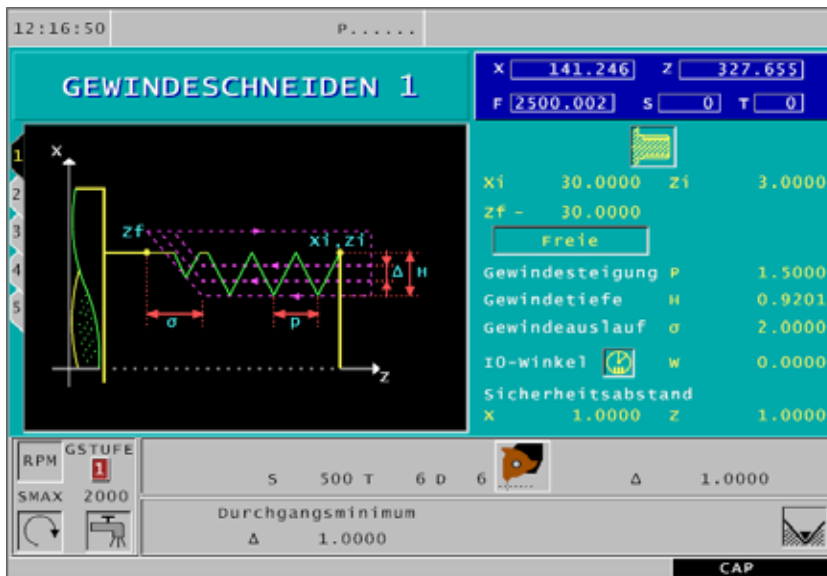 12:16:50 P......
GEWINDESCHNEIDEN 1
X 141.246 Z 327.655
F 2500.002 S 0 T 0
1
2
3
4
5
X
zf
xi,zi
Δ H
σ
p
Z
Xi 30.0000 Zi 3.0000
Zf - 30.0000
Freie
Gewindesteigung P 1.5000
Gewindetiefe H 0.9201
Gewindeauslauf σ 2.0000
IO-Winkel W 0.0000
Sicherheitsabstand
X 1.0000 Z 1.0000
RPM GSTUFE
1
SMAX 2000
S 500 T 6 D 6 Δ 1.0000
Durchgangsminimum
Δ 1.0000
CAP